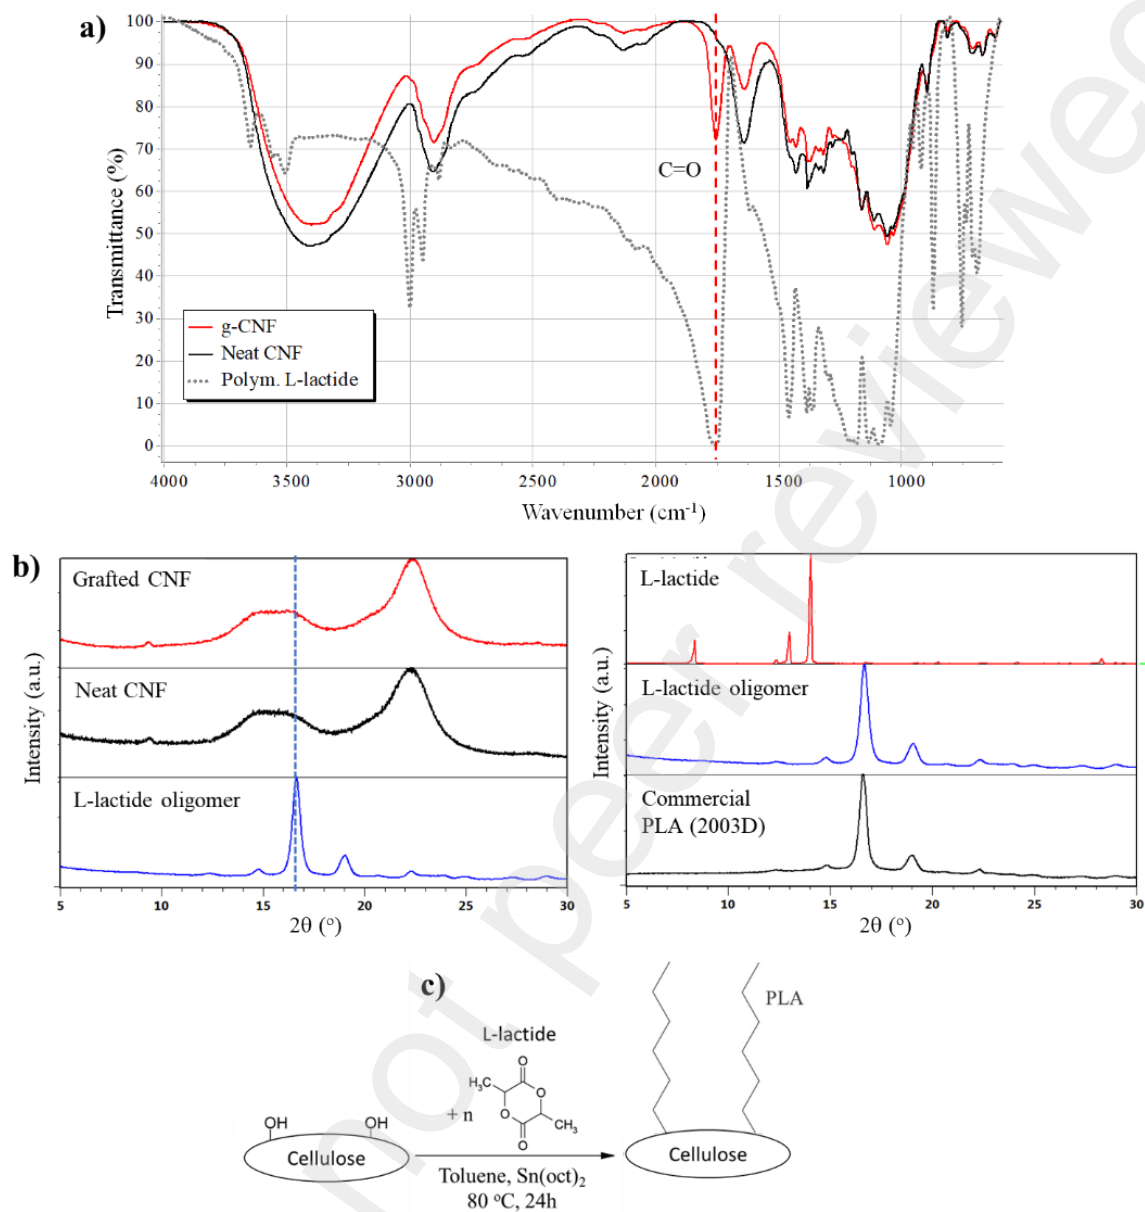 a)
100
90
80
70
60
50
40
30
20
10
0
Transmittance (%)
C=O
g-CNF
Neat CNF
Polym. L-lactide
4000 3500 3000 2500 2000 1500 1000
Wavenumber (cm⁻¹)
b)
Grafted CNF
Neat CNF
L-lactide oligomer
Intensity (a.u.)
5 10 15 20 25 30
2θ (°)
L-lactide
L-lactide oligomer
Commercial
PLA (2003D)
Intensity (a.u.)
5 10 15 20 25 30
2θ (°)
c)
OH OH
Cellulose
L-lactide
+ n
O
H₃C
O
O
CH₃
O
Toluene, Sn(oct)₂
80 °C, 24h
PLA
Cellulose
not peer reviewed